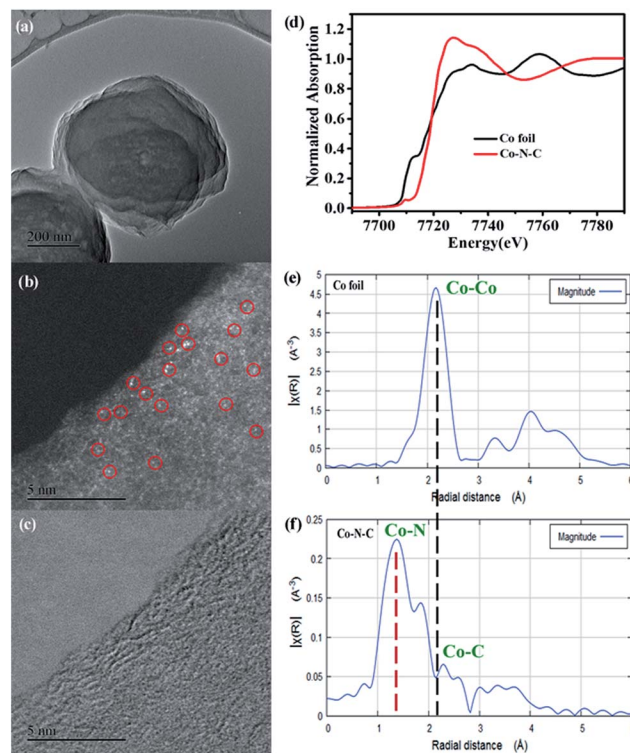 (a)
200 nm
(b)
5 nm
(c)
5 nm
(d)
Normalized Absorption
1.2
1.0
0.8
0.6
0.4
0.2
0.0
Co foil
Co-N-C
7700
7720
7740
7760
7780
Energy(eV)
(e)
Co foil
Co-Co
Magnitude
|χ(R)| (A⁻³)
5
4.5
4
3.5
3
2.5
2
1.5
1
0.5
0
0 1 2 3 4 5 6
Radial distance (Å)
(f)
Co-N-C
Co-N
Magnitude
Co-C
|χ(R)| (A⁻³)
0.25
0.2
0.15
0.1
0.05
0
0 1 2 3 4 5 6
Radial distance (Å)